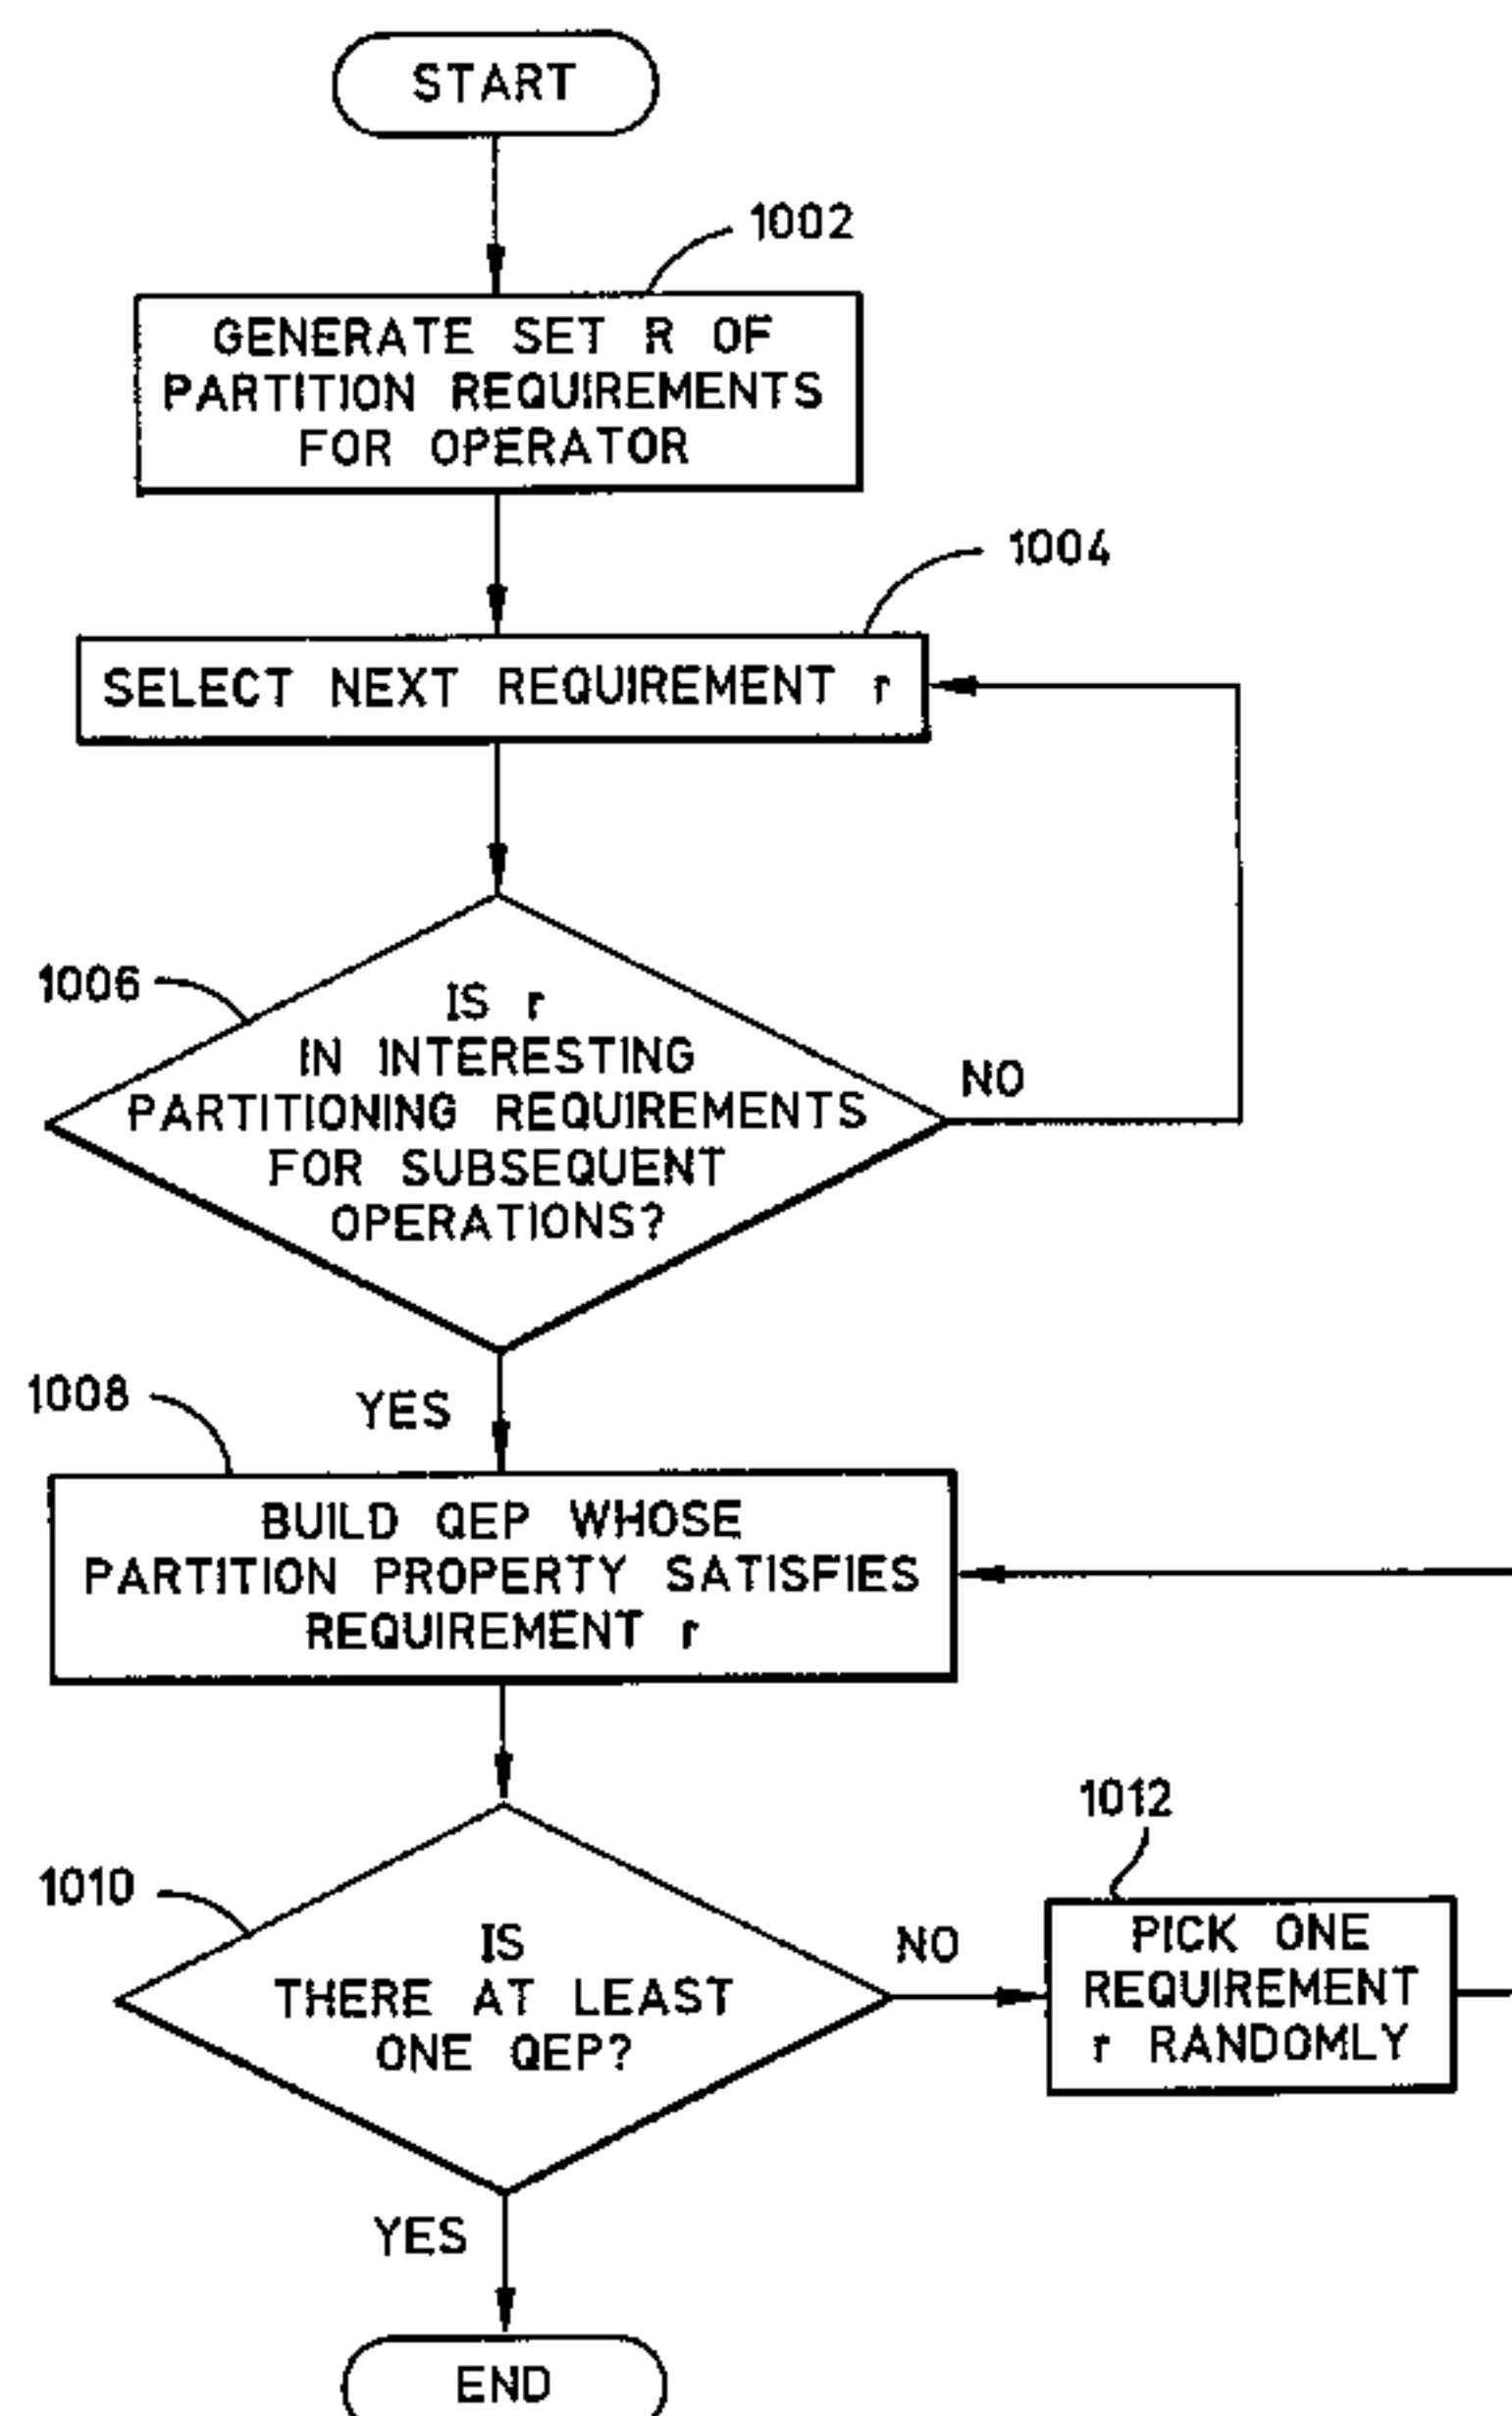 START
1002
GENERATE SET R OF
PARTITION REQUIREMENTS
FOR OPERATOR
1004
SELECT NEXT REQUIREMENT r
1006
IS r
IN INTERESTING
PARTITIONING REQUIREMENTS
FOR SUBSEQUENT
OPERATIONS?
NO
YES
1008
BUILD QEP WHOSE
PARTITION PROPERTY SATISFIES
REQUIREMENT r
1010
IS
THERE AT LEAST
ONE QEP?
NO
1012
PICK ONE
REQUIREMENT
r RANDOMLY
YES
END